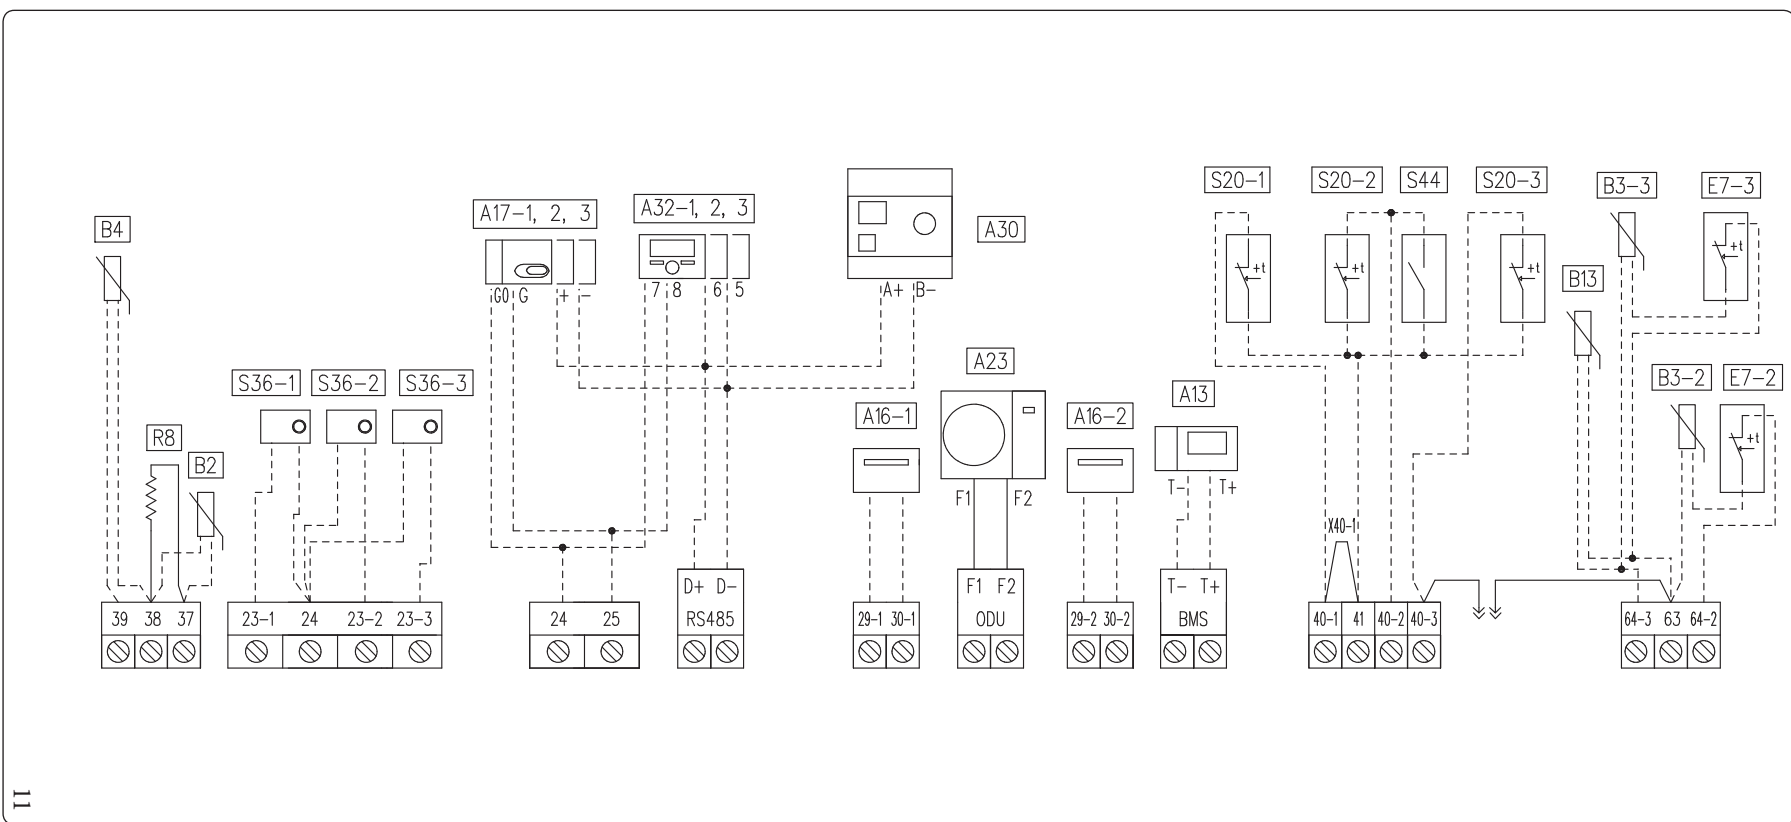 S20-1
S20-2
S44
S20-3
B3-3
E7-3
A17-1, 2, 3
A32-1, 2, 3
A30
B4
+t
+t
+t
+t
B13
G0 G + -
7 8 6 5
A+ B-
A23
S36-1
S36-2
S36-3
A16-1
A16-2
A13
B3-2
E7-2
R8
B2
+t
F1 F2
T- T+
X40-1
D+ D-
F1 F2
T- T+
39 38 37
23-1 24 23-2 23-3
24 25
RS485
29-1 30-1
ODU
29-2 30-2
BMS
40-1 41 40-2 40-3
64-3 63 64-2
11